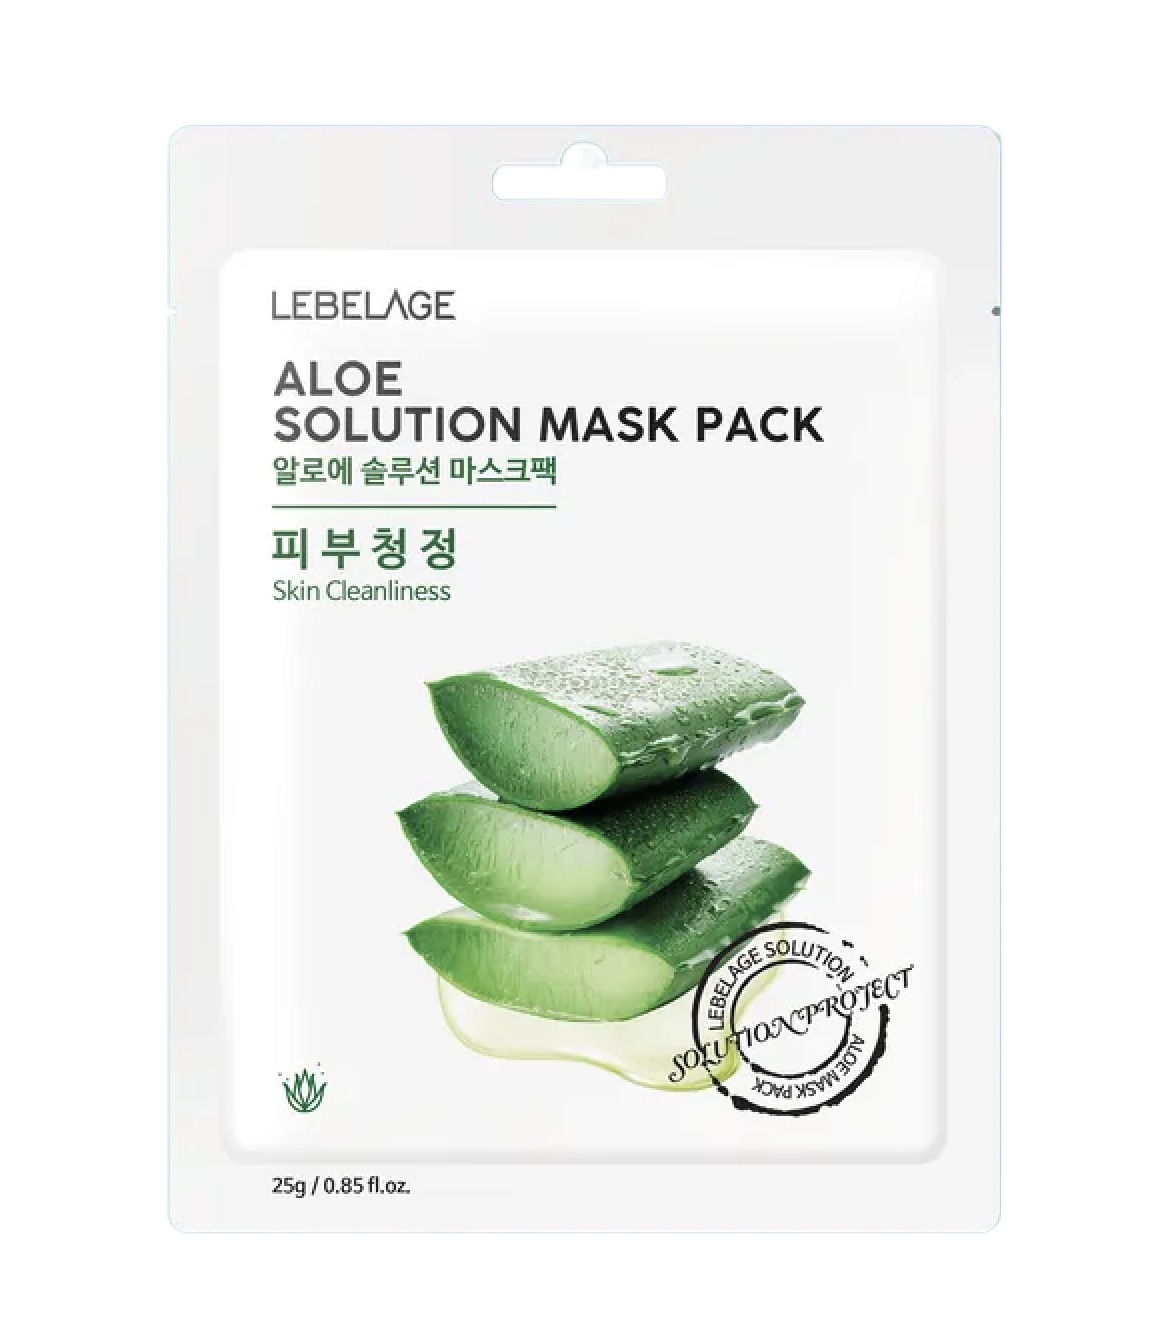 LEBELAGE
ALOE
SOLUTION MASK PACK
알로에 솔루션 마스크팩
피부청정
Skin Cleanliness
LEBELAGE SOLUTION
SOLUTION PROJECT
ALOE MASK PACK
25g / 0.85 fl.oz.